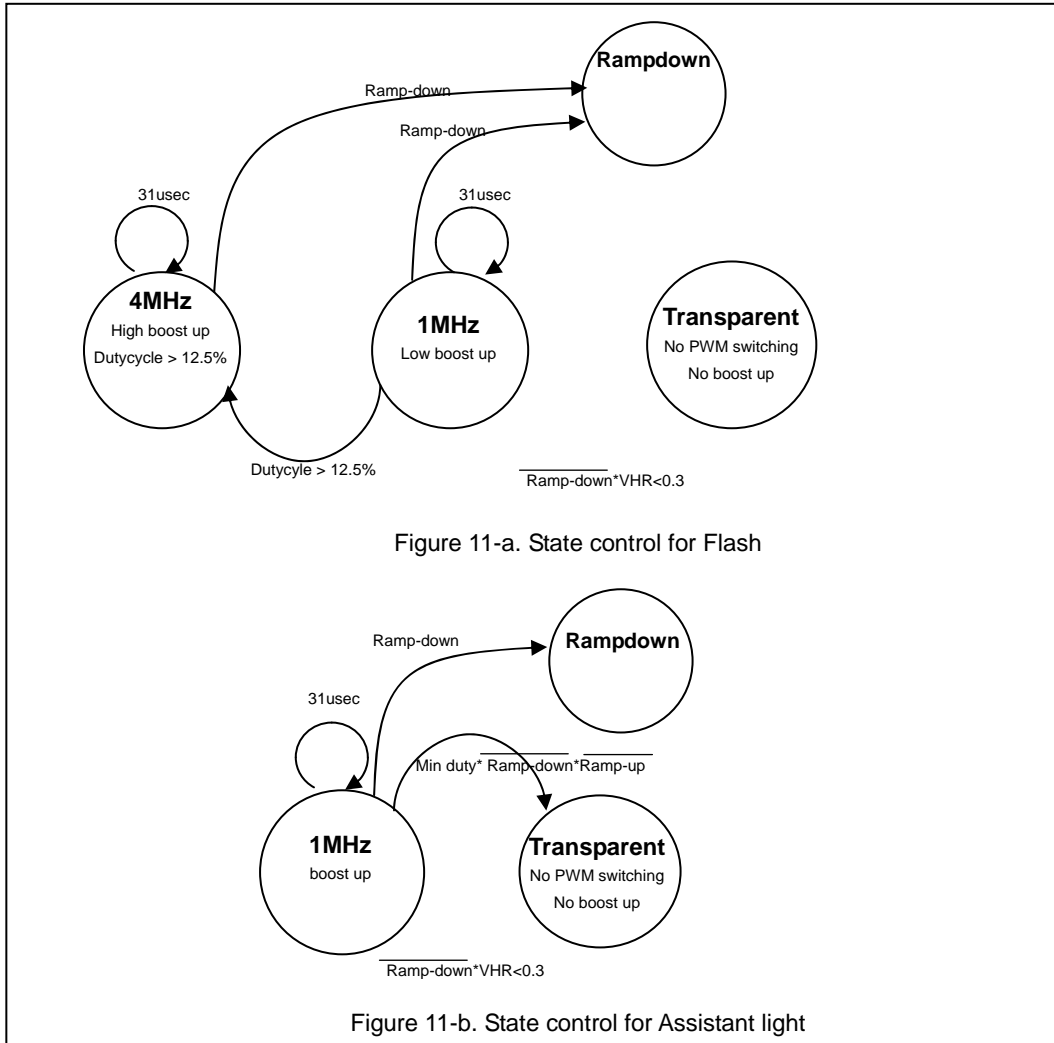 Rampdown
Ramp-down
Ramp-down
31usec
31usec
4MHz
High boost up
Dutycycle > 12.5%
1MHz
Low boost up
Transparent
No PWM switching
No boost up
Dutycyle > 12.5%
Ramp-down*VHR<0.3
Figure 11-a. State control for Flash
Rampdown
Ramp-down
31usec
Min duty* Ramp-down*Ramp-up
1MHz
boost up
Transparent
No PWM switching
No boost up
Ramp-down*VHR<0.3
Figure 11-b. State control for Assistant light